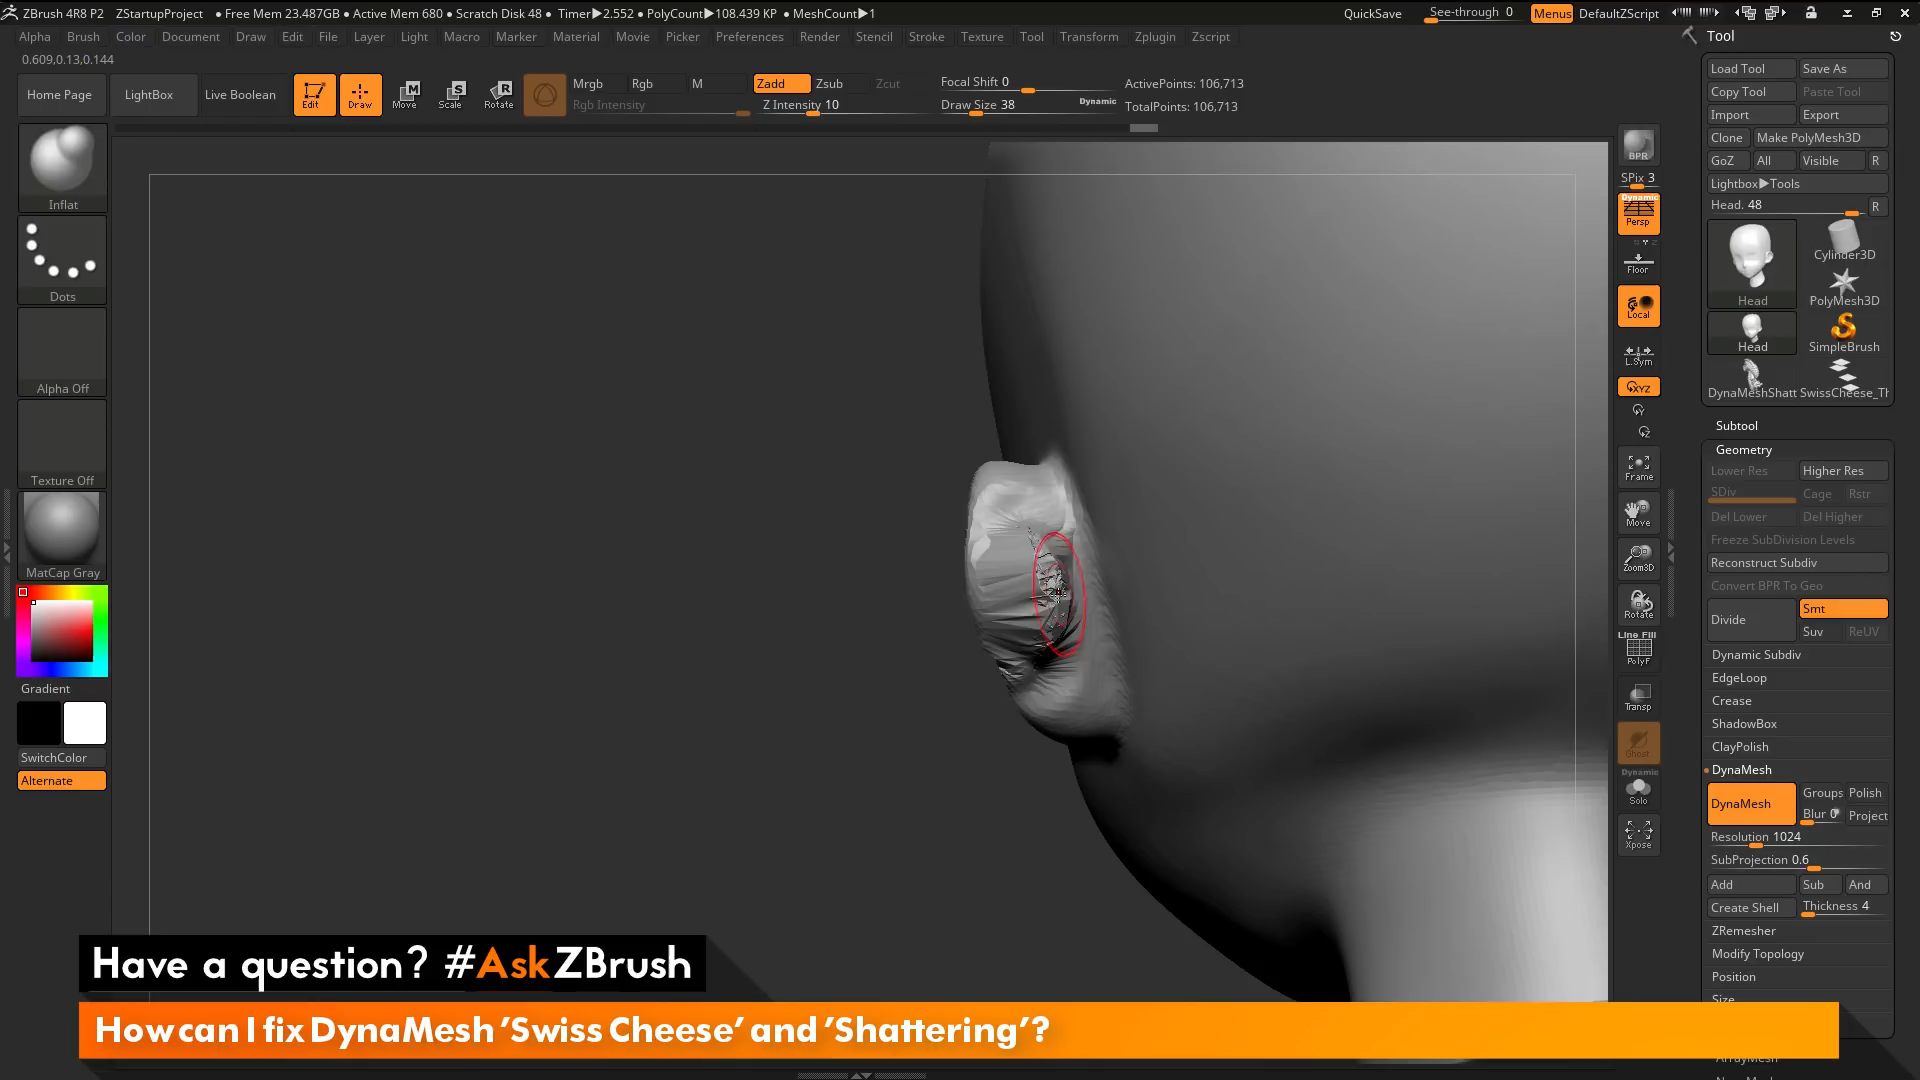 ZBrush 4R8 P2 ZStartupProject ● Free Mem 23.487GB ● Active Mem 680 ● Scratch Disk 48 ● Timer▶2.552 ● PolyCount▶108.439 KP ● MeshCount▶1 QuickSave See-through 0 Menus DefaultZScript
Alpha Brush Color Document Draw Edit File Layer Light Macro Marker Material Movie Picker Preferences Render Stencil Stroke Texture Tool Transform Zplugin Zscript
Tool
0.609,0.13,0.144
Home Page
LightBox
Live Boolean
Edit
Draw
Move
Scale
Rotate
Mrgb Rgb M
Rgb Intensity
Zadd Zsub Zcut
Z Intensity 10
Focal Shift 0
Draw Size 38
Dynamic
ActivePoints: 106,713
TotalPoints: 106,713
Inflat
Dots
Alpha Off
Texture Off
MatCap Gray
Gradient
SwitchColor
Alternate
BPR
SPix 3
Dynamic
Persp
Floor
Local
L.Sym
XYZ
Y
Z
Frame
Move
Zoom3D
Rotate
Line Fill
PolyF
Transp
Ghost
Dynamic
Solo
Xpose
Load Tool Save As
Copy Tool Paste Tool
Import Export
Clone Make PolyMesh3D
GoZ All Visible R
Lightbox▶Tools
Head. 48 R
Head
Cylinder3D
PolyMesh3D
Head
SimpleBrush
DynaMeshShatt
SwissCheese_Th
Subtool
Geometry
Lower Res Higher Res
SDiv Cage Rstr
Del Lower Del Higher
Freeze SubDivision Levels
Reconstruct Subdiv
Convert BPR To Geo
Divide
Smt
Suv ReUV
Dynamic Subdiv
EdgeLoop
Crease
ShadowBox
ClayPolish
DynaMesh
DynaMesh
Groups Polish
Blur 0 Project
Resolution 1024
SubProjection 0.6
Add Sub And
Create Shell Thickness 4
ZRemesher
Modify Topology
Position
Size
Have a question? #AskZBrush
How can I fix DynaMesh 'Swiss Cheese' and 'Shattering'?